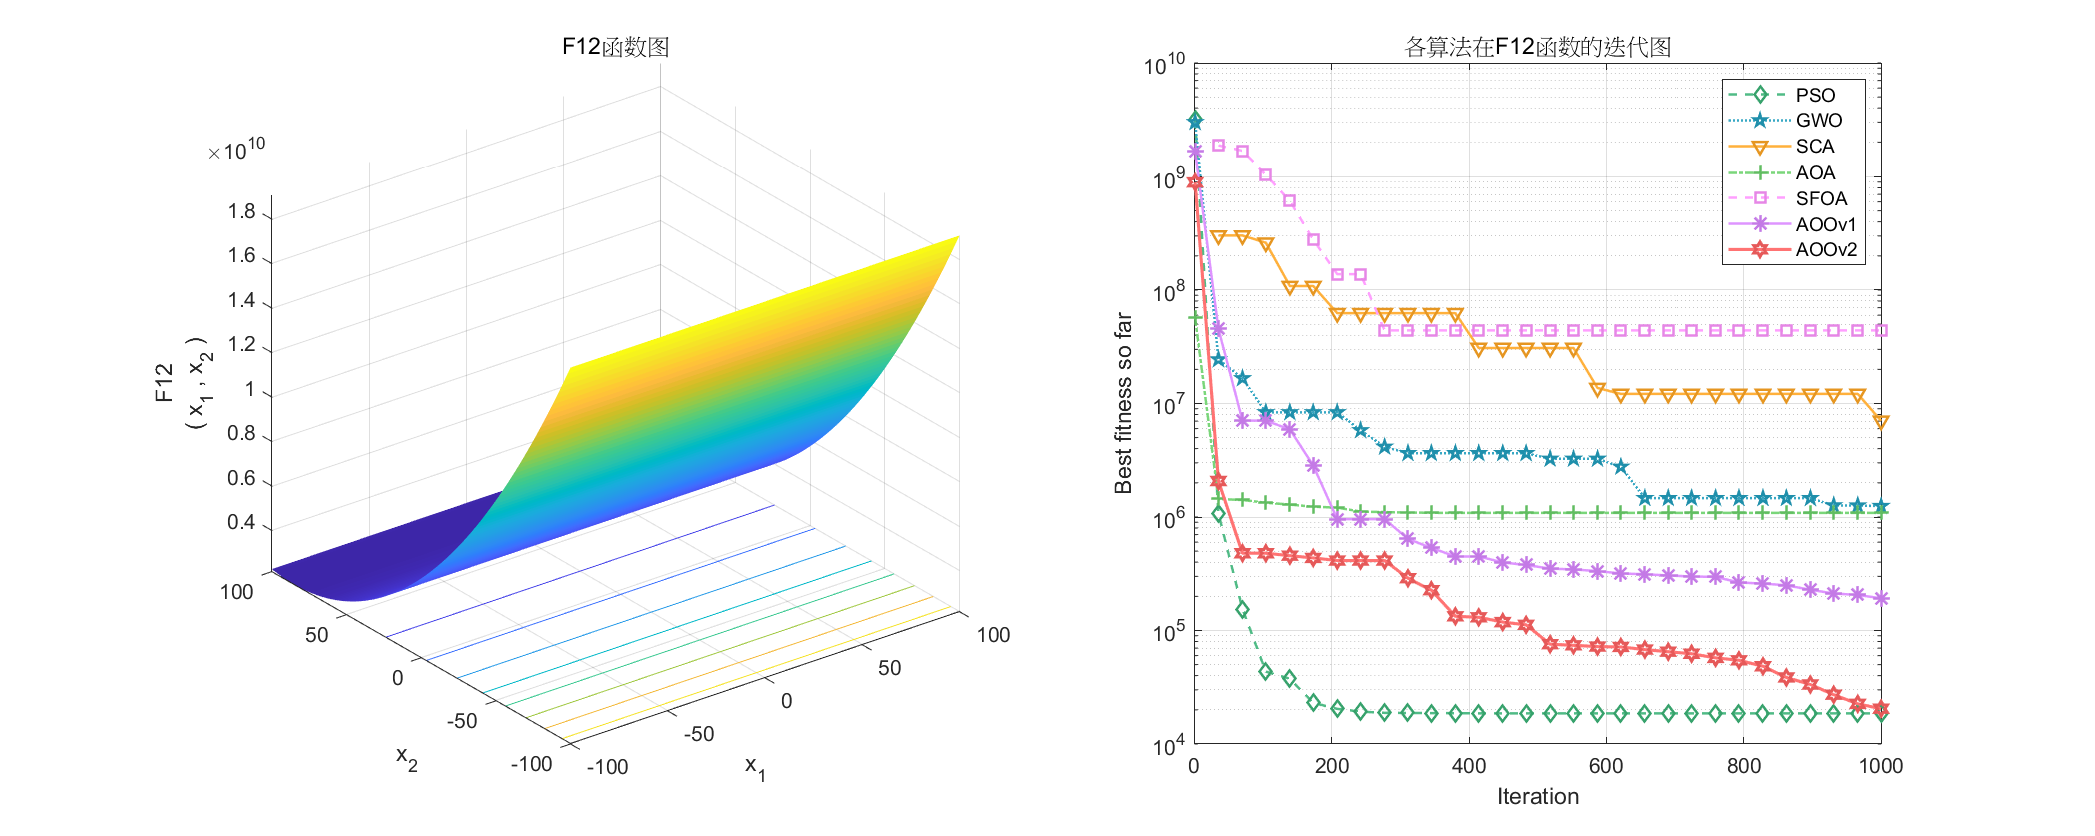 F12函数图
×10^10
1.8
1.6
1.4
1.2
1
0.8
0.6
0.4
F12
( x_1 , x_2 )
100
50
0
-50
-100
x_2
-100
-50
0
50
100
x_1
各算法在F12函数的迭代图
10^10
10^9
10^8
10^7
10^6
10^5
10^4
Best fitness so far
0
200
400
600
800
1000
Iteration
PSO
GWO
SCA
AOA
SFOA
AOOv1
AOOv2